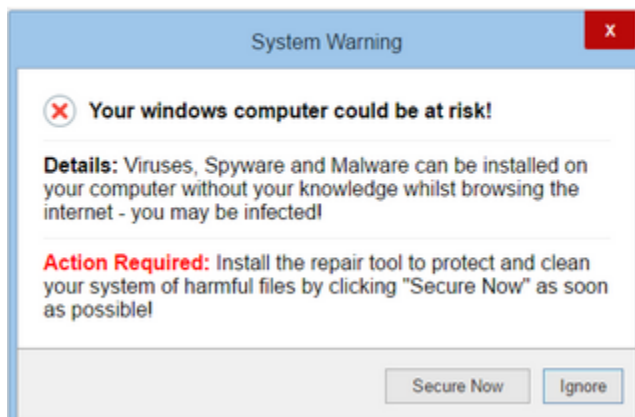 System Warning
x
Your windows computer could be at risk!
Details: Viruses, Spyware and Malware can be installed on
your computer without your knowledge whilst browsing the
internet - you may be infected!
Action Required: Install the repair tool to protect and clean
your system of harmful files by clicking "Secure Now" as soon
as possible!
Secure Now
Ignore